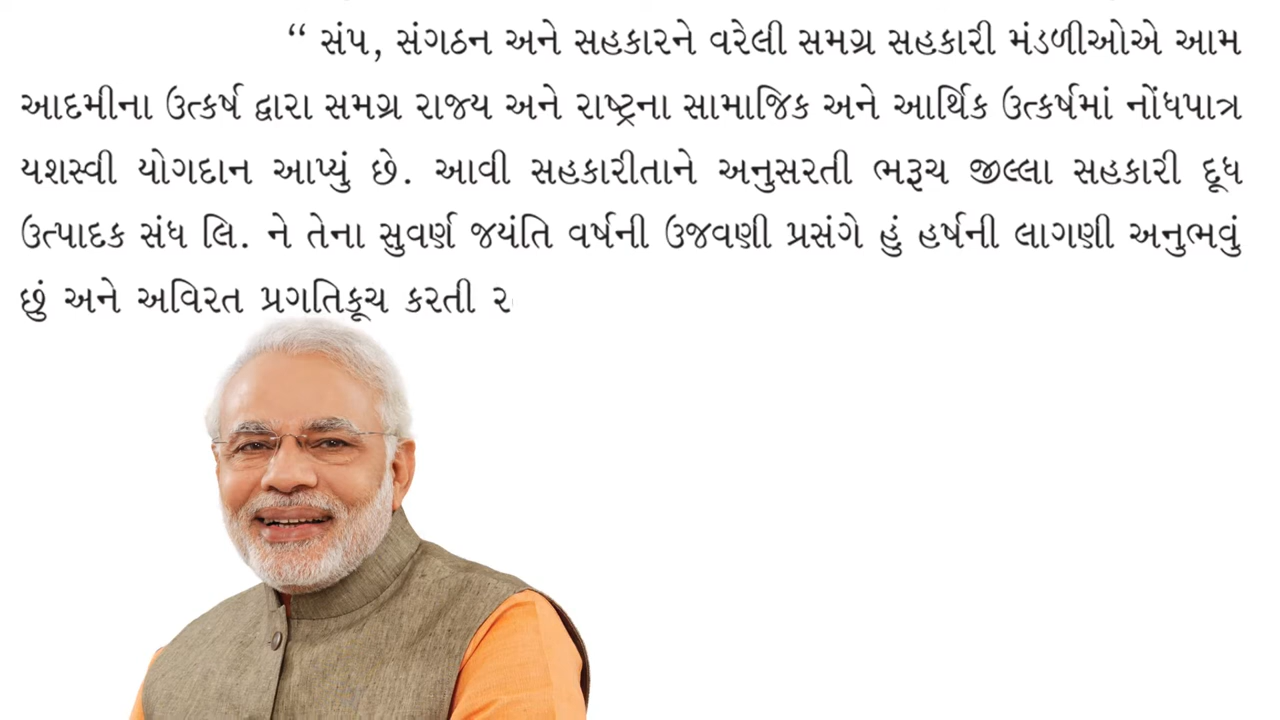 “ સંપ, સંગઠન અને સહકારને વરેલી સમગ્ર સહકારી મંડળીઓએ આમ
આદમીના ઉત્કર્ષ દ્વારા સમગ્ર રાજ્ય અને રાષ્ટ્રના સામાજિક અને આર્થિક ઉત્કર્ષમાં નોંધપાત્ર
યશસ્વી યોગદાન આપ્યું છે. આવી સહકારીતાને અનુસરતી ભરૂચ જીલ્લા સહકારી દૂધ
ઉત્પાદક સંઘ લિ. ને તેના સુવર્ણ જયંતિ વર્ષની ઉજવણી પ્રસંગે હું હર્ષની લાગણી અનુભવું
છું અને અવિરત પ્રગતિકૂચ કરતી